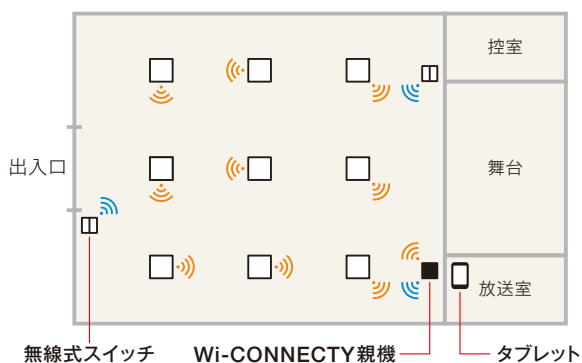 控室
出入口
舞台
放送室
無線式スイッチ
Wi-CONNECTY親機
タブレット